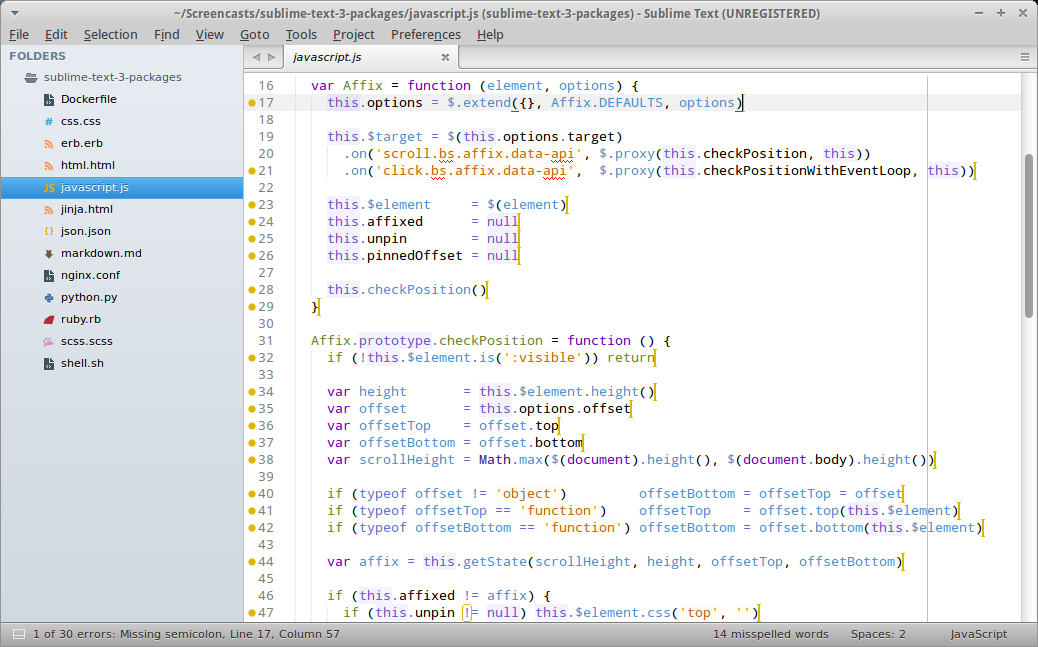 ~/Screencasts/sublime-text-3-packages/javascript.js (sublime-text-3-packages) - Sublime Text (UNREGISTERED)
File Edit Selection Find View Goto Tools Project Preferences Help
FOLDERS
sublime-text-3-packages
Dockerfile
# css.css
erb.erb
html.html
JS javascript.js
jinja.html
{} json.json
markdown.md
nginx.conf
python.py
ruby.rb
scss.scss
shell.sh
javascript.js
16 var Affix = function (element, options) {
17 this.options = $.extend({}, Affix.DEFAULTS, options)
18
19 this.$target = $(this.options.target)
20 .on('scroll.bs.affix.data-api', $.proxy(this.checkPosition, this))
21 .on('click.bs.affix.data-api',  $.proxy(this.checkPositionWithEventLoop, this))
22
23 this.$element     = $(element)
24 this.affixed      = null
25 this.unpin        = null
26 this.pinnedOffset = null
27
28 this.checkPosition()
29 }
30
31 Affix.prototype.checkPosition = function () {
32 if (!this.$element.is(':visible')) return
33
34 var height       = this.$element.height()
35 var offset       = this.options.offset
36 var offsetTop    = offset.top
37 var offsetBottom = offset.bottom
38 var scrollHeight = Math.max($(document).height(), $(document.body).height())
39
40 if (typeof offset != 'object')         offsetBottom = offsetTop = offset
41 if (typeof offsetTop == 'function')    offsetTop    = offset.top(this.$element)
42 if (typeof offsetBottom == 'function') offsetBottom = offset.bottom(this.$element)
43
44 var affix = this.getState(scrollHeight, height, offsetTop, offsetBottom)
45
46 if (this.affixed != affix) {
47 if (this.unpin != null) this.$element.css('top', '')
1 of 30 errors: Missing semicolon, Line 17, Column 57 14 misspelled words Spaces: 2 JavaScript